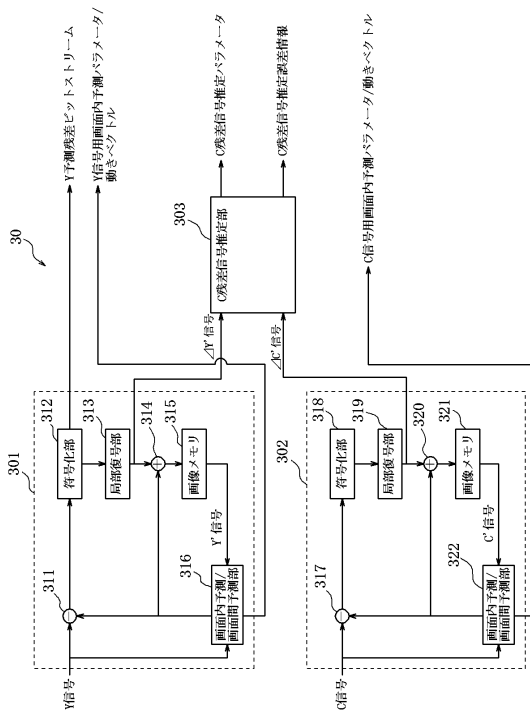 30
301
Y信号
311
312
符号化部
313
局部復号部
314
315
画像メモリ
Y'信号
316
画面内予測/
画面間予測部
Y予測残差ビットストリーム
Y信号用画面内予測パラメータ/
動きベクトル
⊿Y'信号
303
C残差信号推定部
C残差信号推定パラメータ
C残差信号推定誤差情報
⊿C'信号
302
C信号
317
318
符号化部
319
局部復号部
320
321
画像メモリ
C'信号
322
画面内予測/
画面間予測部
C信号用画面内予測パラメータ/動きベクトル